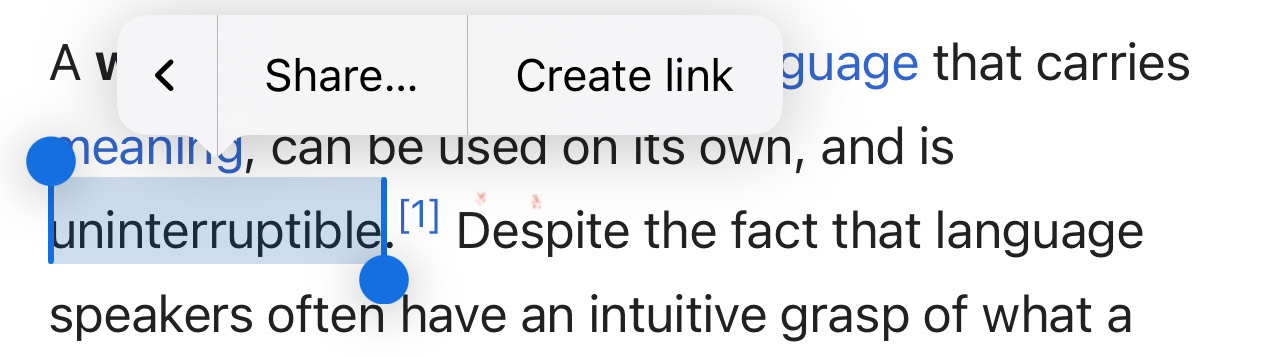 A
Share...
Create link
guage that carries
meaning, can be used on its own, and is
uninterruptible.[1] Despite the fact that language
speakers often have an intuitive grasp of what a